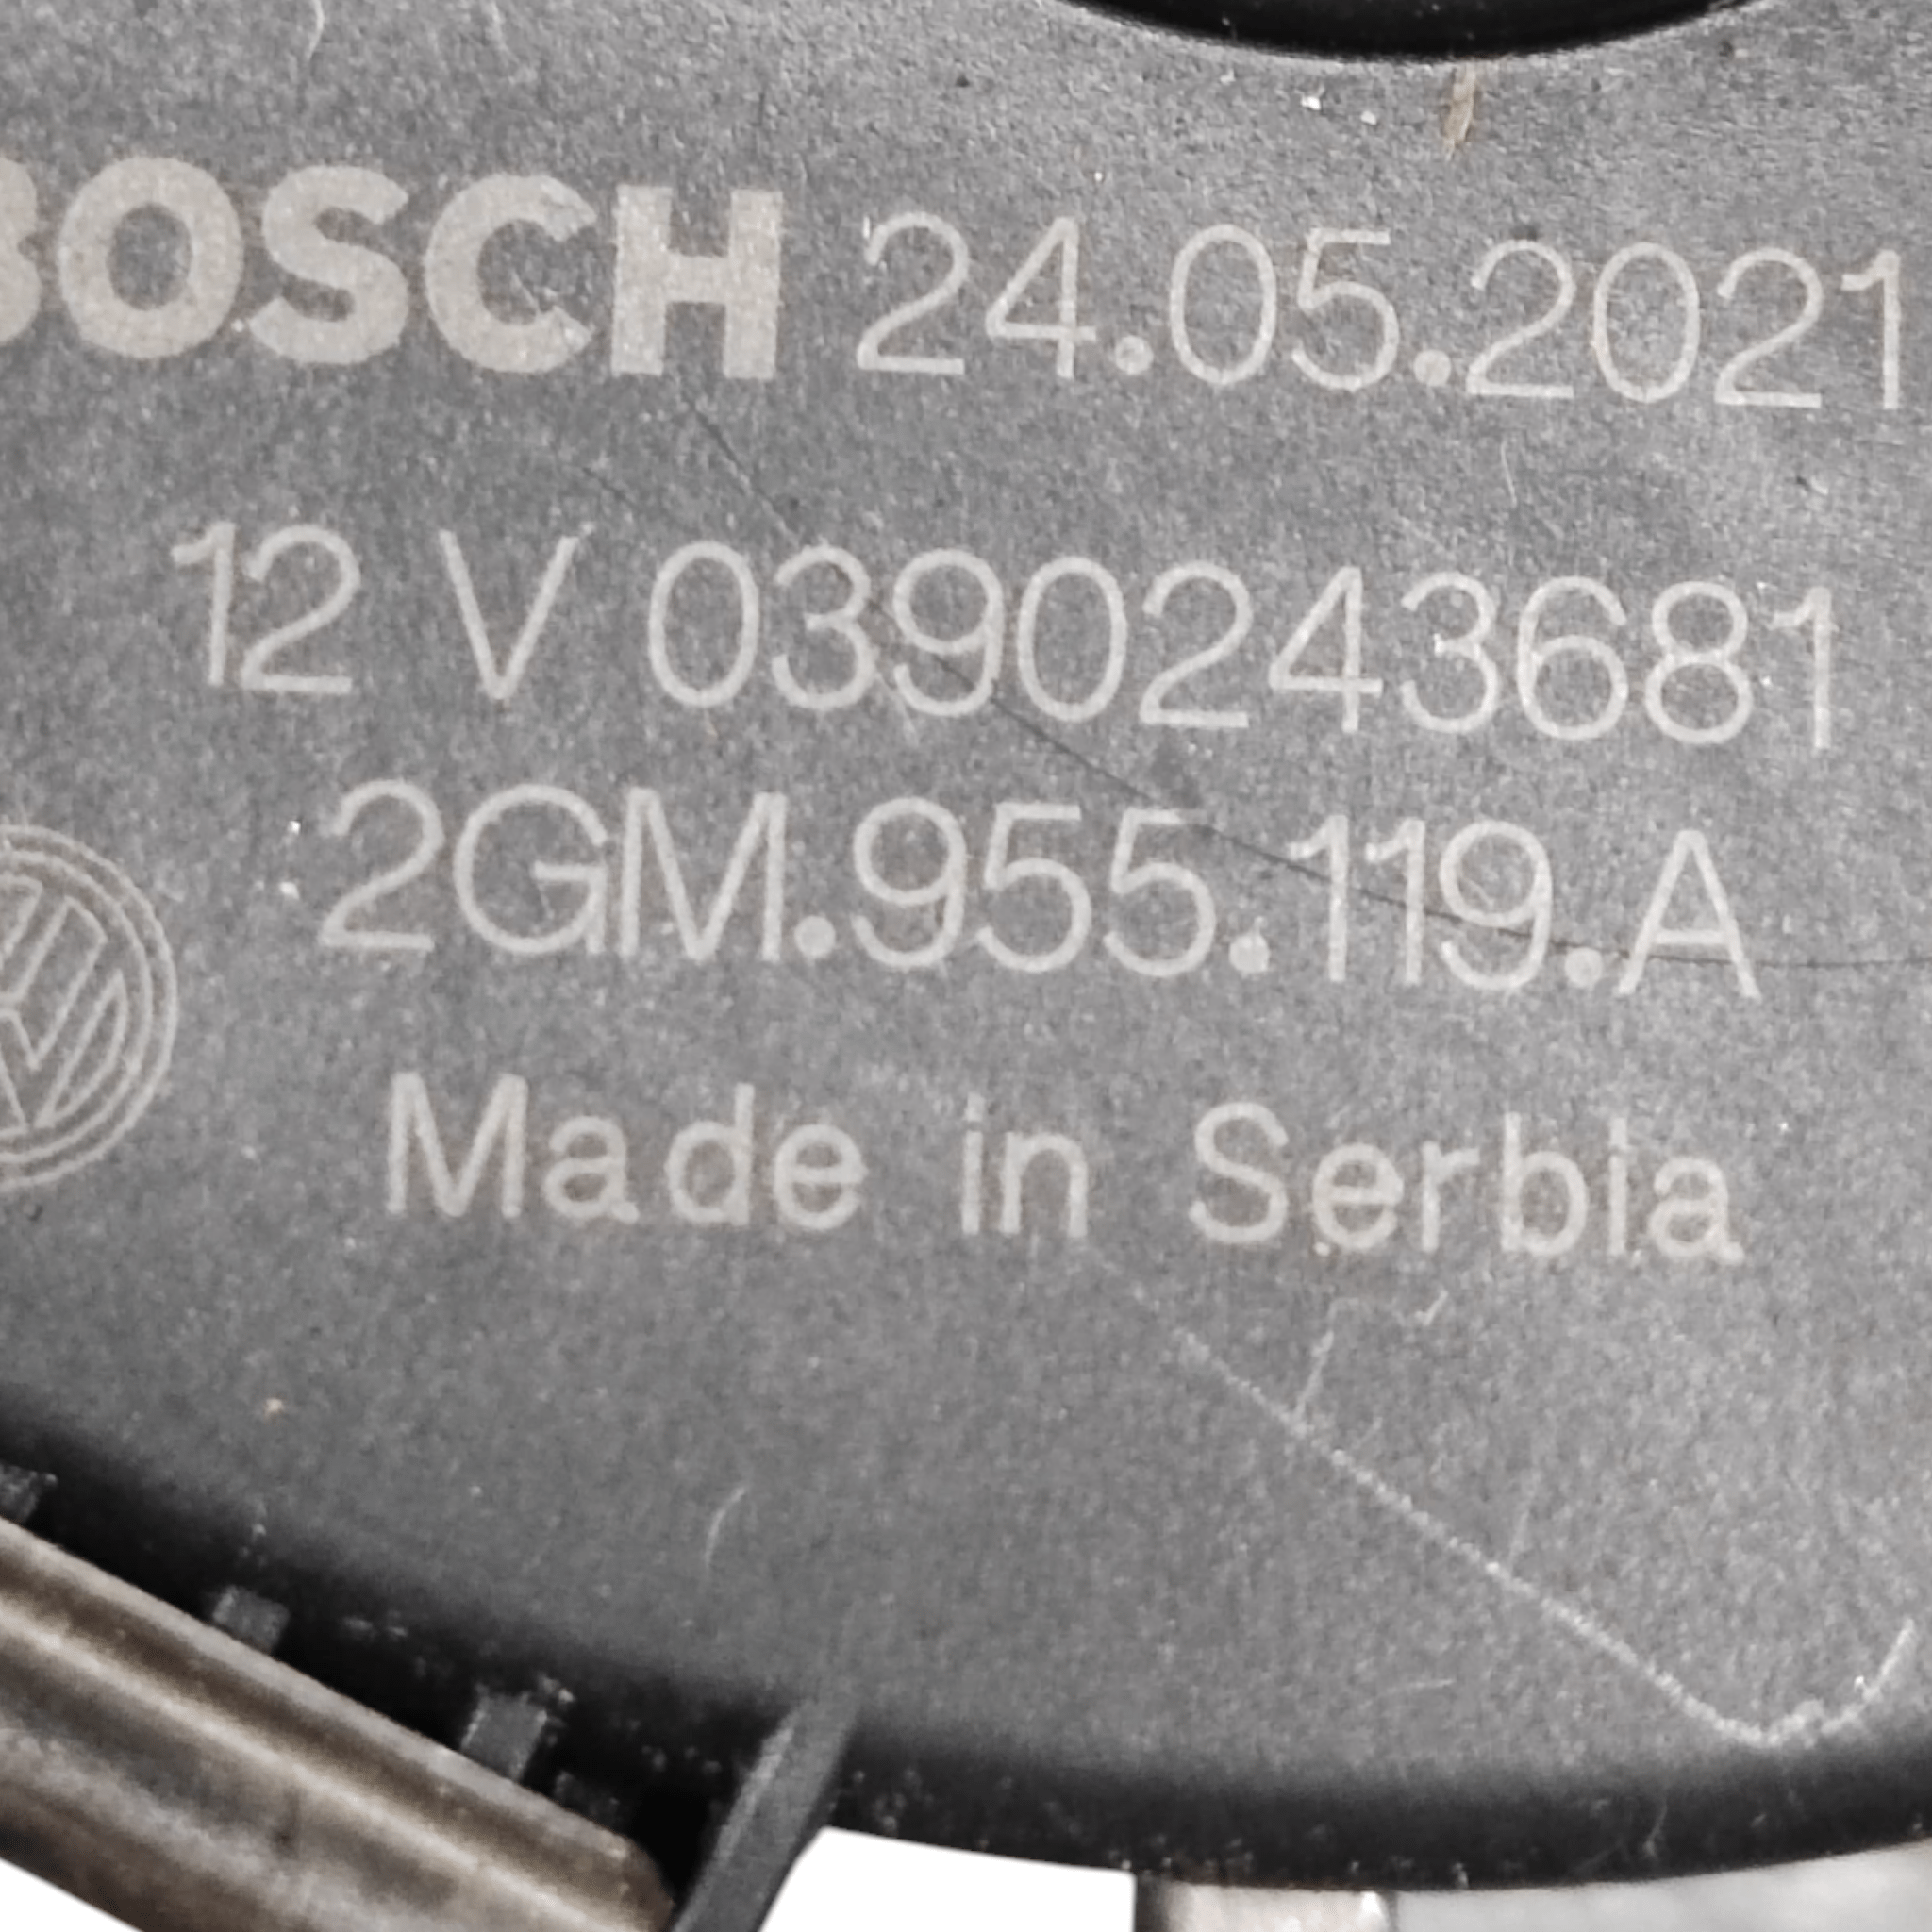 BOSCH 24.05.2021
12 V 0390243681
2GM.955.119.A
Made in Serbia